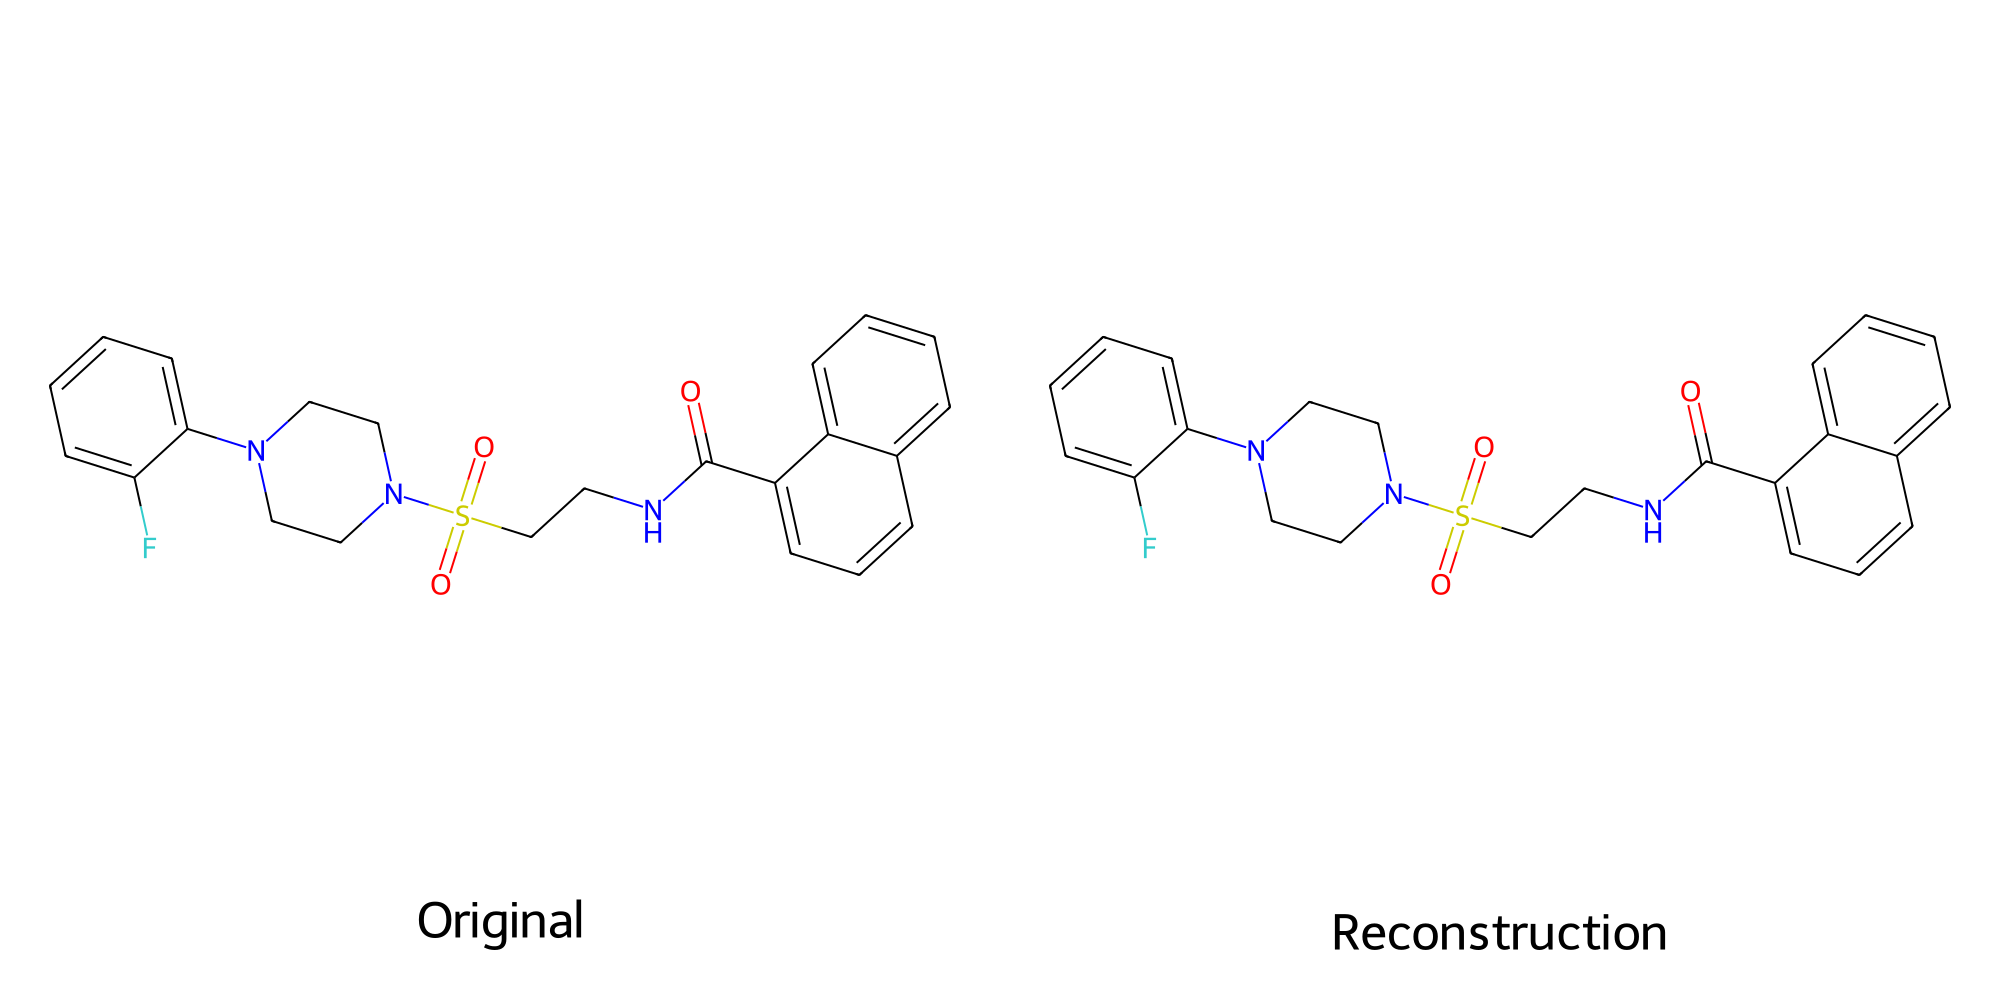 O O
N O N O
N S N N S N
H H
F O F O
Original Reconstruction